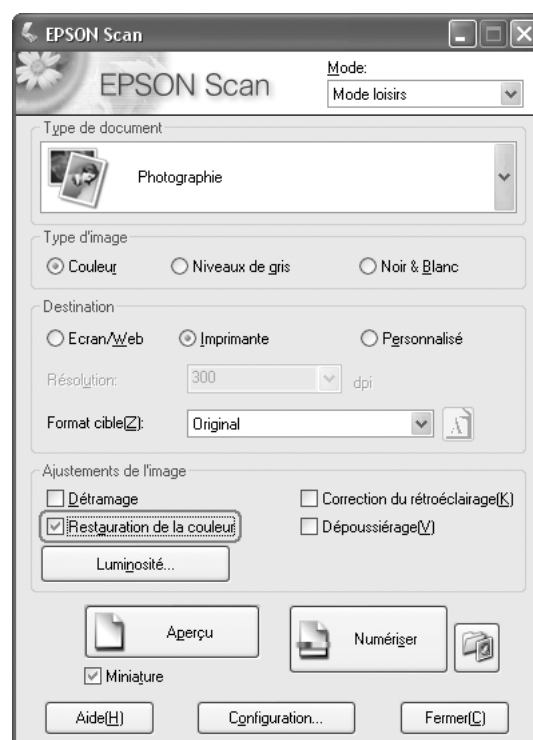 EPSON Scan
EPSON Scan
Mode:
Mode loisirs
Type de document
Photographie
Type d'image
Couleur
Niveaux de gris
Noir & Blanc
Destination
Ecran/Web
Imprimante
Personnalisé
Résolution:
300
dpi
Format cible(Z):
Original
Ajustements de l'image
Détramage
Correction du rétroéclairage(K)
Restauration de la couleur
Dépoussiérage(V)
Luminosité...
Aperçu
Numériser
Miniature
Aide(H)
Configuration...
Fermer(C)